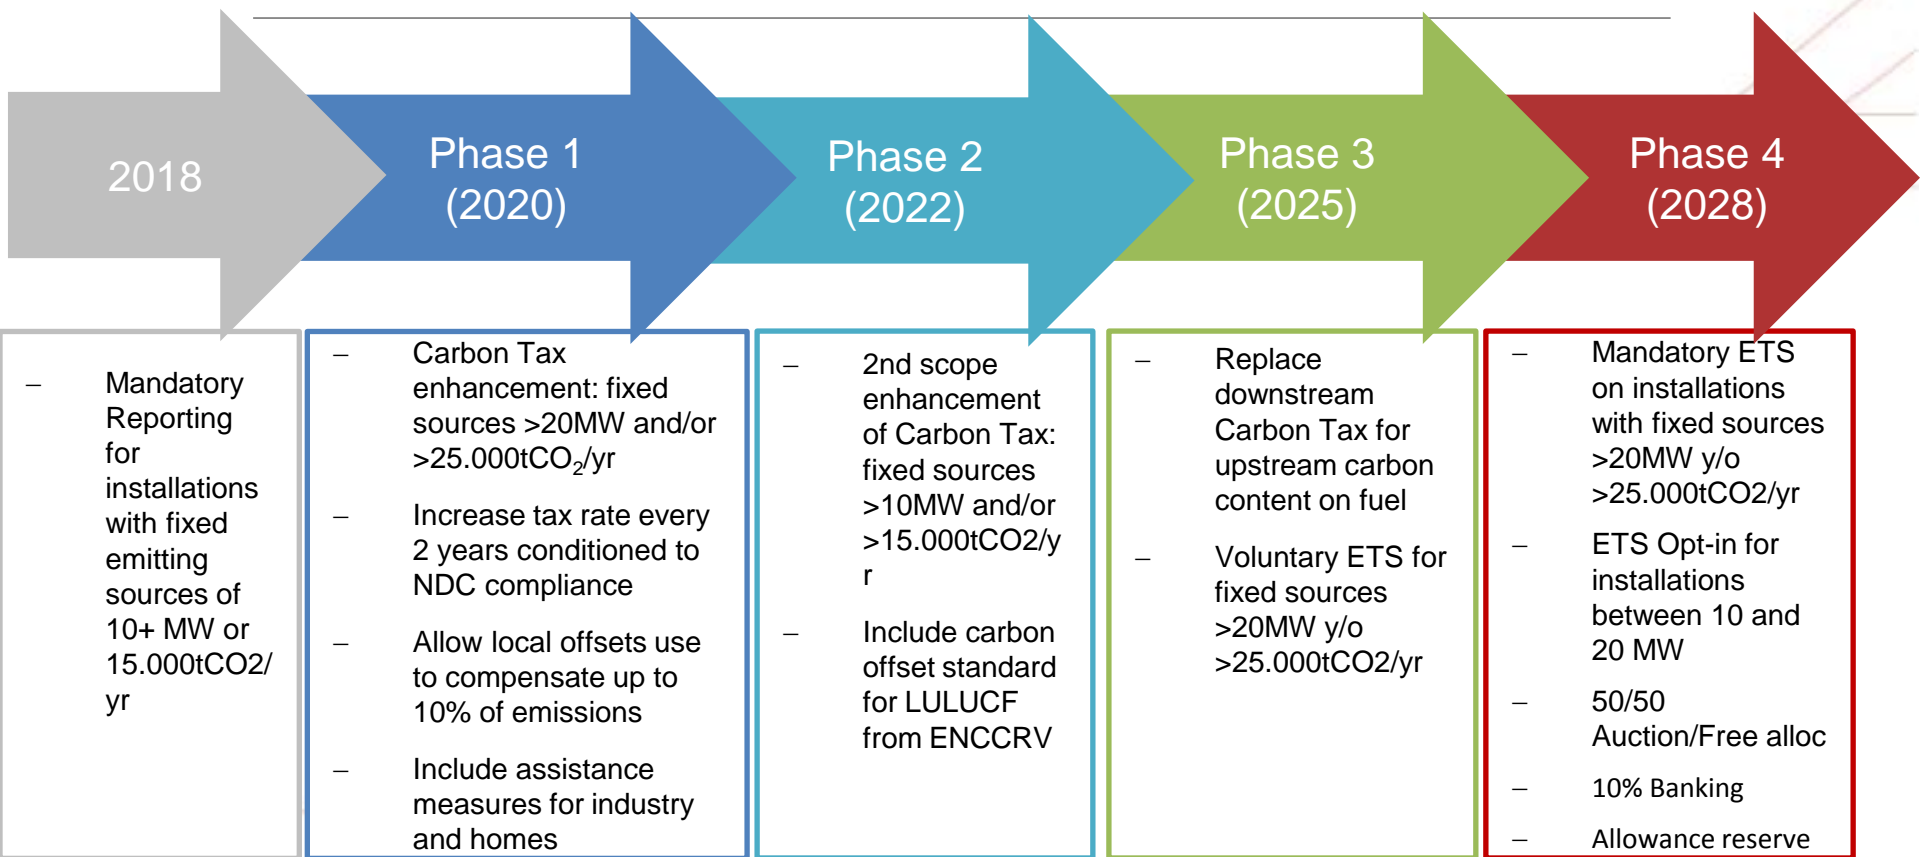 2018
Phase 1
(2020)
Phase 2
(2022)
Phase 3
(2025)
Phase 4
(2028)
– Mandatory
Reporting
for
installations
with fixed
emitting
sources of
10+ MW or
15.000tCO2/
yr
– Carbon Tax
enhancement: fixed
sources >20MW and/or
>25.000tCO₂/yr
– Increase tax rate every
2 years conditioned to
NDC compliance
– Allow local offsets use
to compensate up to
10% of emissions
– Include assistance
measures for industry
and homes
– 2nd scope
enhancement
of Carbon Tax:
fixed sources
>10MW and/or
>15.000tCO2/y
r
– Include carbon
offset standard
for LULUCF
from ENCCRV
– Replace
downstream
Carbon Tax for
upstream carbon
content on fuel
– Voluntary ETS for
fixed sources
>20MW y/o
>25.000tCO2/yr
– Mandatory ETS
on installations
with fixed sources
>20MW y/o
>25.000tCO2/yr
– ETS Opt-in for
installations
between 10 and
20 MW
– 50/50
Auction/Free alloc
– 10% Banking
– Allowance reserve